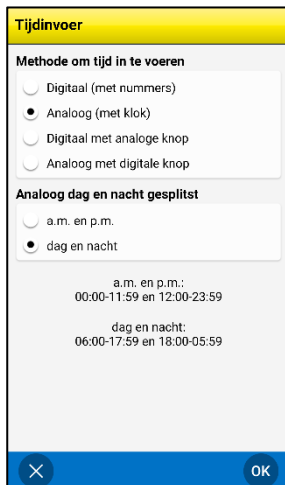 Tijdinvoer
Methode om tijd in te voeren
Digitaal (met nummers)
Analoog (met klok)
Digitaal met analoge knop
Analoog met digitale knop
Analoog dag en nacht gesplitst
a.m. en p.m.
dag en nacht
a.m. en p.m.:
00:00-11:59 en 12:00-23:59
dag en nacht:
06:00-17:59 en 18:00-05:59
OK